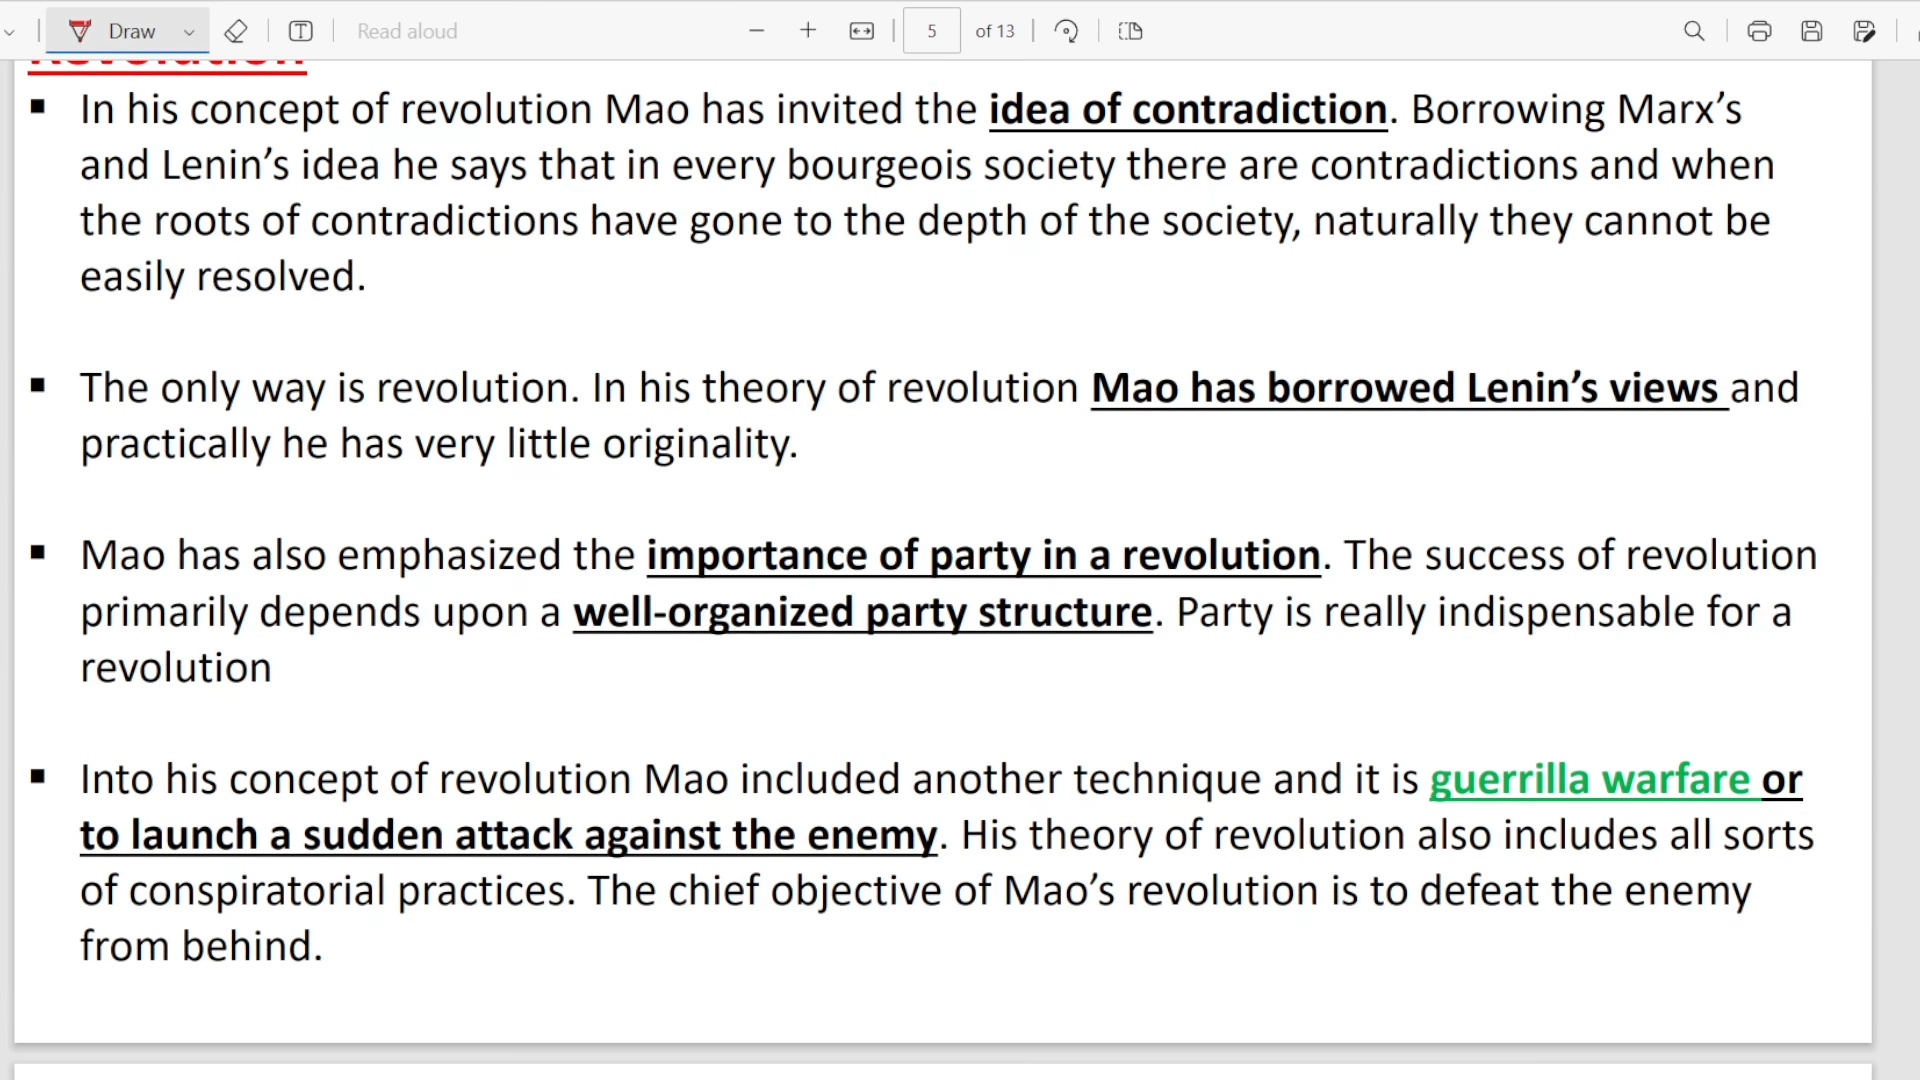 Draw
Read aloud
5 of 13
Revolution
▪ In his concept of revolution Mao has invited the idea of contradiction. Borrowing Marx’s
and Lenin’s idea he says that in every bourgeois society there are contradictions and when
the roots of contradictions have gone to the depth of the society, naturally they cannot be
easily resolved.
▪ The only way is revolution. In his theory of revolution Mao has borrowed Lenin’s views and
practically he has very little originality.
▪ Mao has also emphasized the importance of party in a revolution. The success of revolution
primarily depends upon a well-organized party structure. Party is really indispensable for a
revolution
▪ Into his concept of revolution Mao included another technique and it is guerrilla warfare or
to launch a sudden attack against the enemy. His theory of revolution also includes all sorts
of conspiratorial practices. The chief objective of Mao’s revolution is to defeat the enemy
from behind.